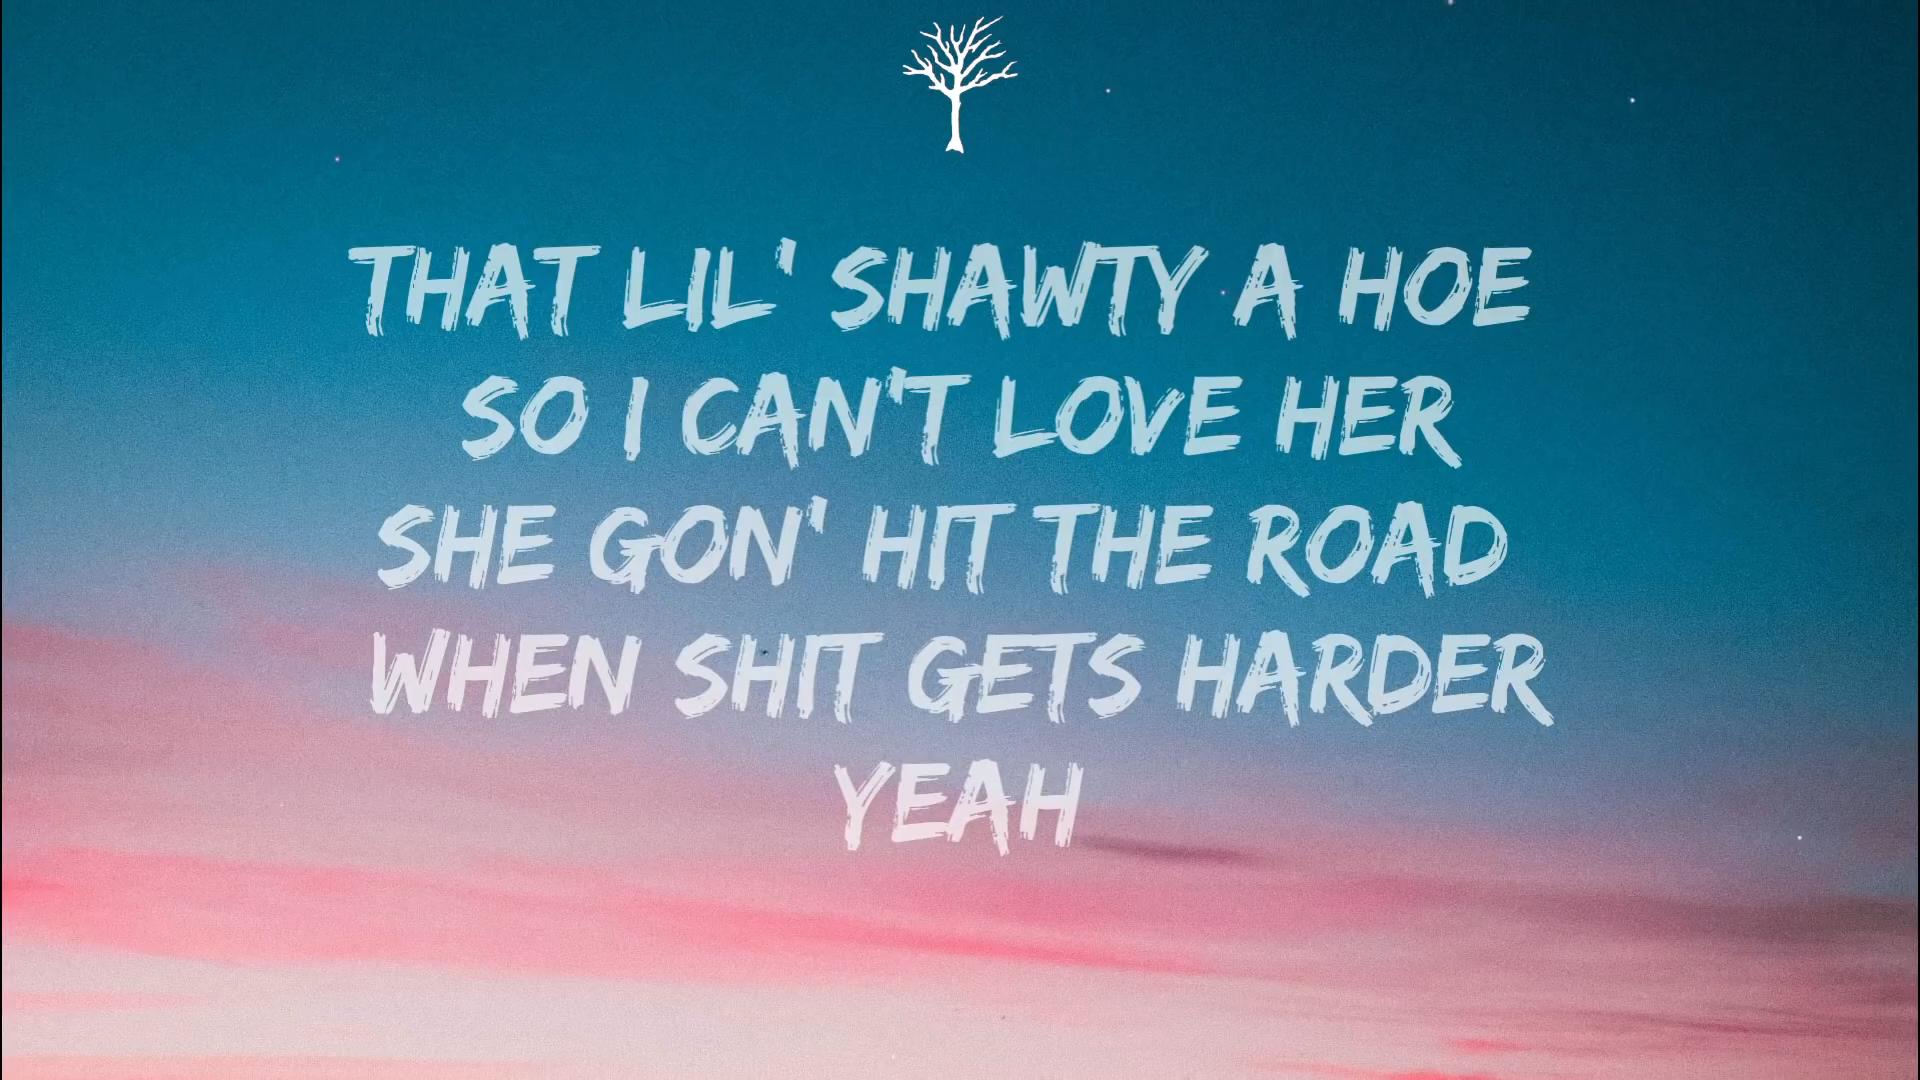 THAT LIL' SHAWTY A HOE
SO I CAN'T LOVE HER
SHE GON' HIT THE ROAD
WHEN SHIT GETS HARDER
YEAH